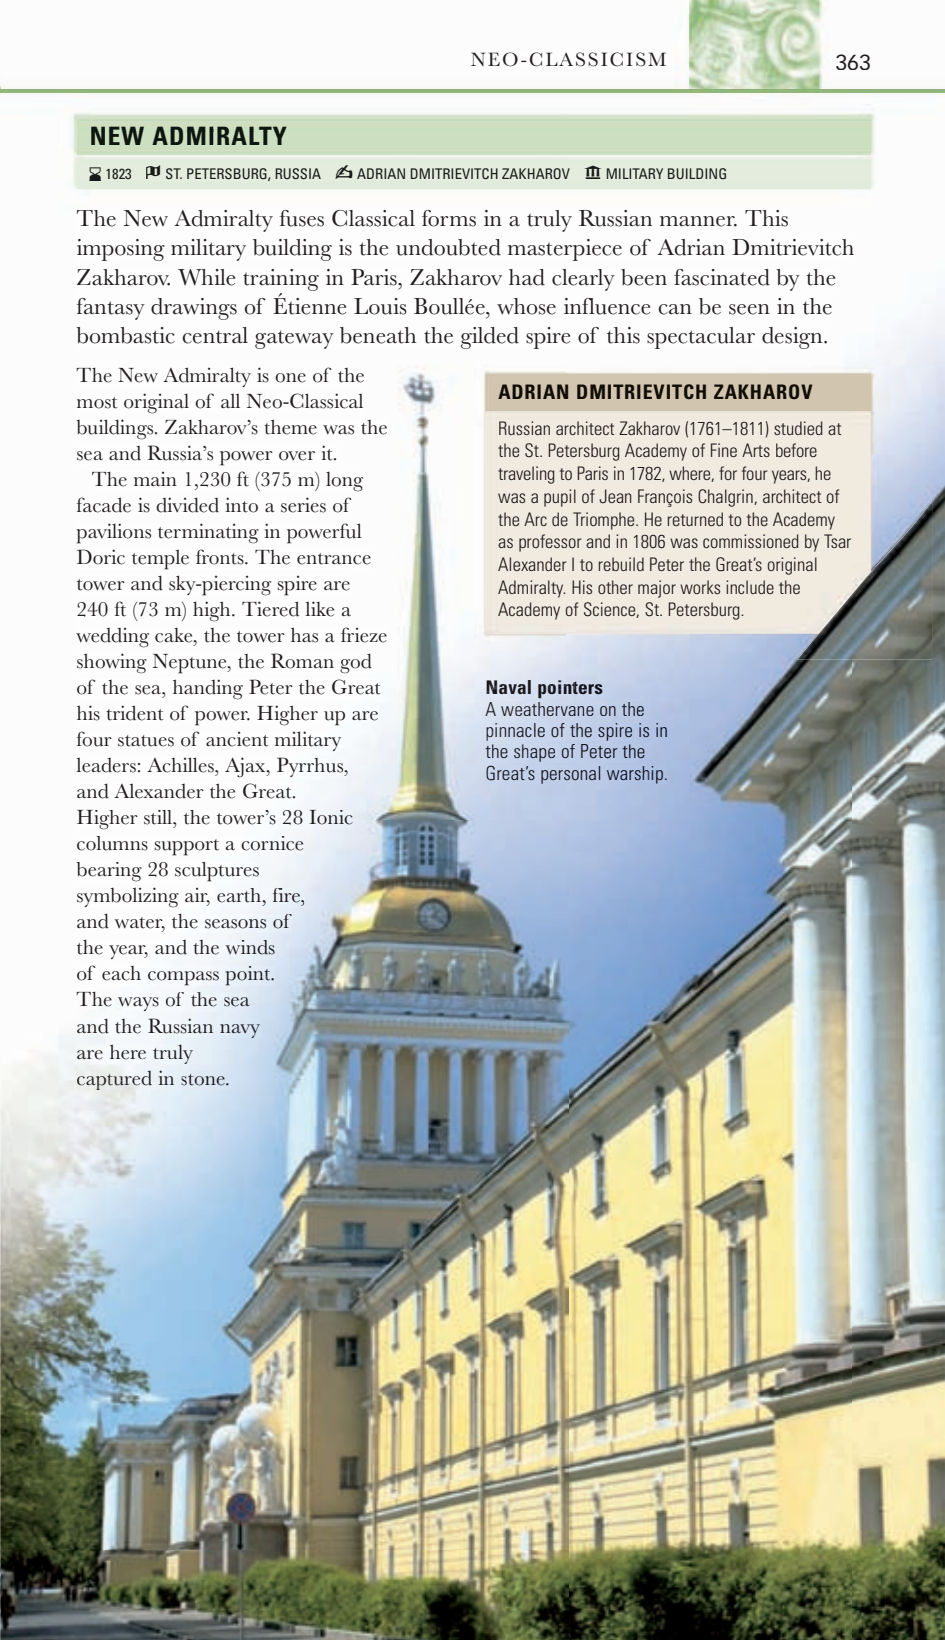 NEO-CLASSICISM
363
NEW ADMIRALTY
1823 ST. PETERSBURG, RUSSIA ADRIAN DMITRIEVITCH ZAKHAROV MILITARY BUILDING
The New Admiralty fuses Classical forms in a truly Russian manner. This
imposing military building is the undoubted masterpiece of Adrian Dmitrievitch
Zakharov. While training in Paris, Zakharov had clearly been fascinated by the
fantasy drawings of Étienne Louis Boullée, whose influence can be seen in the
bombastic central gateway beneath the gilded spire of this spectacular design.
The New Admiralty is one of the
most original of all Neo-Classical
buildings. Zakharov's theme was the
sea and Russia's power over it.
The main 1,230 ft (375 m) long
facade is divided into a series of
pavilions terminating in powerful
Doric temple fronts. The entrance
tower and sky-piercing spire are
240 ft (73 m) high. Tiered like a
wedding cake, the tower has a frieze
showing Neptune, the Roman god
of the sea, handing Peter the Great
his trident of power. Higher up are
four statues of ancient military
leaders: Achilles, Ajax, Pyrrhus,
and Alexander the Great.
Higher still, the tower's 28 Ionic
columns support a cornice
bearing 28 sculptures
symbolizing air, earth, fire,
and water, the seasons of
the year, and the winds
of each compass point.
The ways of the sea
and the Russian navy
are here truly
captured in stone.
ADRIAN DMITRIEVITCH ZAKHAROV
Russian architect Zakharov (1761–1811) studied at
the St. Petersburg Academy of Fine Arts before
traveling to Paris in 1782, where, for four years, he
was a pupil of Jean François Chalgrin, architect of
the Arc de Triomphe. He returned to the Academy
as professor and in 1806 was commissioned by Tsar
Alexander I to rebuild Peter the Great's original
Admiralty. His other major works include the
Academy of Science, St. Petersburg.
Naval pointers
A weathervane on the
pinnacle of the spire is in
the shape of Peter the
Great's personal warship.